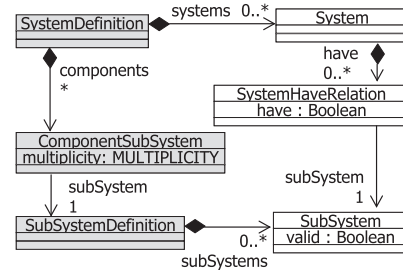 SystemDefinition
systems 0..*
System
components
*
have
0..*
SystemHaveRelation
have : Boolean
ComponentSubSystem
multiplicity: MULTIPLICITY
subSystem
1
subSystem
1
SubSystemDefinition
0..*
subSystems
SubSystem
valid : Boolean